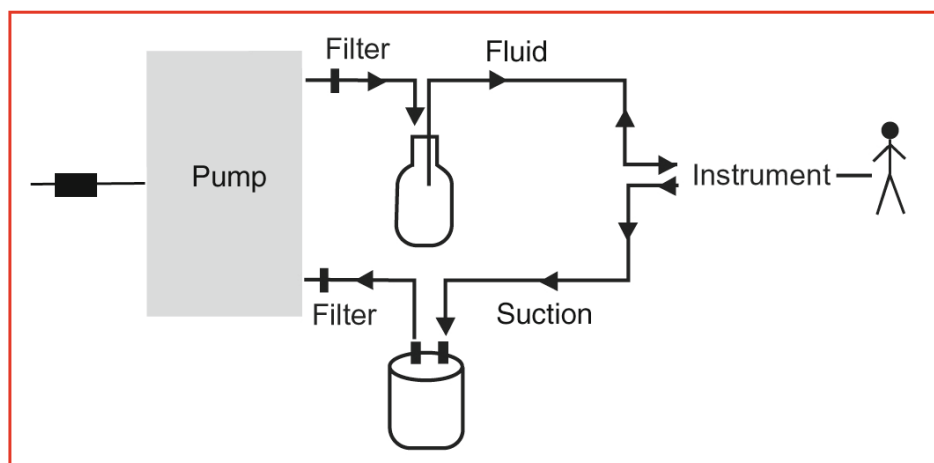 Filter
Fluid
Pump
Instrument
Filter
Suction